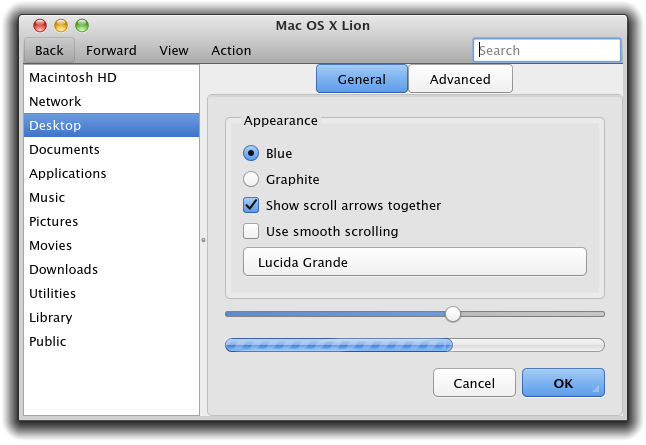 Mac OS X Lion
Back Forward View Action Search
Macintosh HD
Network
Desktop
Documents
Applications
Music
Pictures
Movies
Downloads
Utilities
Library
Public
General Advanced
Appearance
Blue
Graphite
Show scroll arrows together
Use smooth scrolling
Lucida Grande
Cancel OK